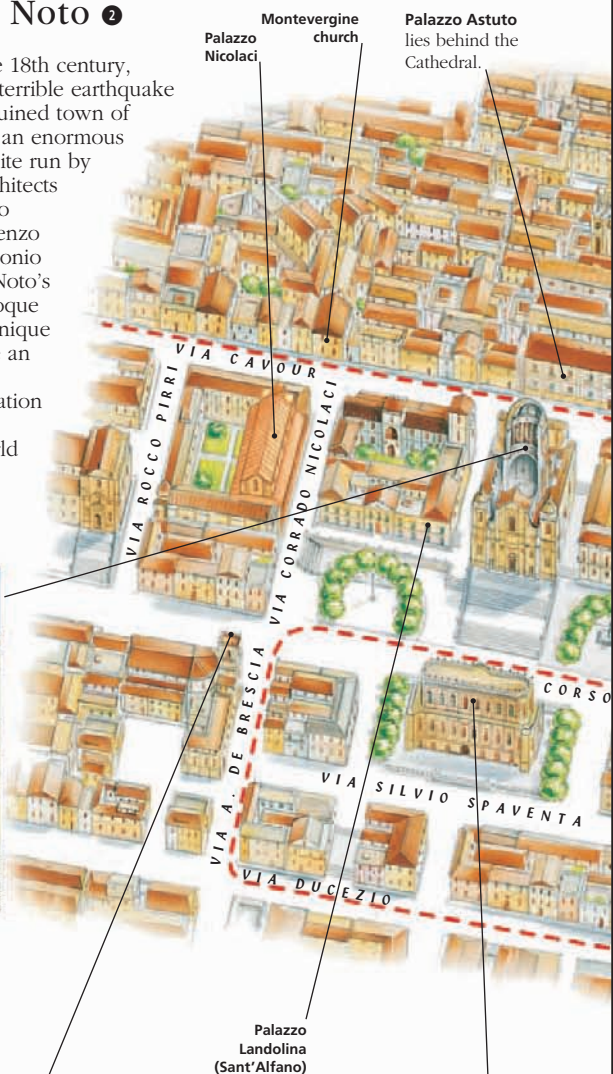 Noto 2
e 18th century,
terrible earthquake
uined town of
an enormous
ite run by
hitects
o
enzo
onio
Noto's
oque
nique
an
ation
rld
Palazzo
Nicolaci
Montevergine
church
Palazzo Astuto
lies behind the
Cathedral.
VIA CAVOUR
VIA ROCCO PIRRI
VIA CORRADO NICOLACI
CORSO
VIA A. DE BRESCIA
VIA SILVIO SPAVENTA
VIA DUCEZIO
Palazzo
Landolina
(Sant'Alfano)